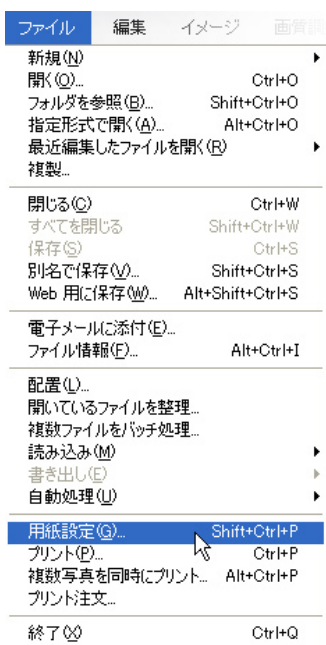 ファイル 編集 イメージ 画質調
新規(N)
開く(O)... Ctrl+O
フォルダを参照(B)... Shift+Ctrl+O
指定形式で開く(A)... Alt+Ctrl+O
最近編集したファイルを開く(R)
複製...
閉じる(C) Ctrl+W
すべてを閉じる Shift+Ctrl+W
保存(S) Ctrl+S
別名で保存(V)... Shift+Ctrl+S
Web 用に保存(W)... Alt+Shift+Ctrl+S
電子メールに添付(E)...
ファイル情報(F)... Alt+Ctrl+I
配置(L)...
開いているファイルを整理...
複数ファイルをバッチ処理...
読み込み(M)
書き出し(E)
自動処理(U)
用紙設定(G)... Shift+Ctrl+P
プリント(P)... Ctrl+P
複数写真を同時にプリント... Alt+Ctrl+P
プリント注文...
終了(X) Ctrl+Q